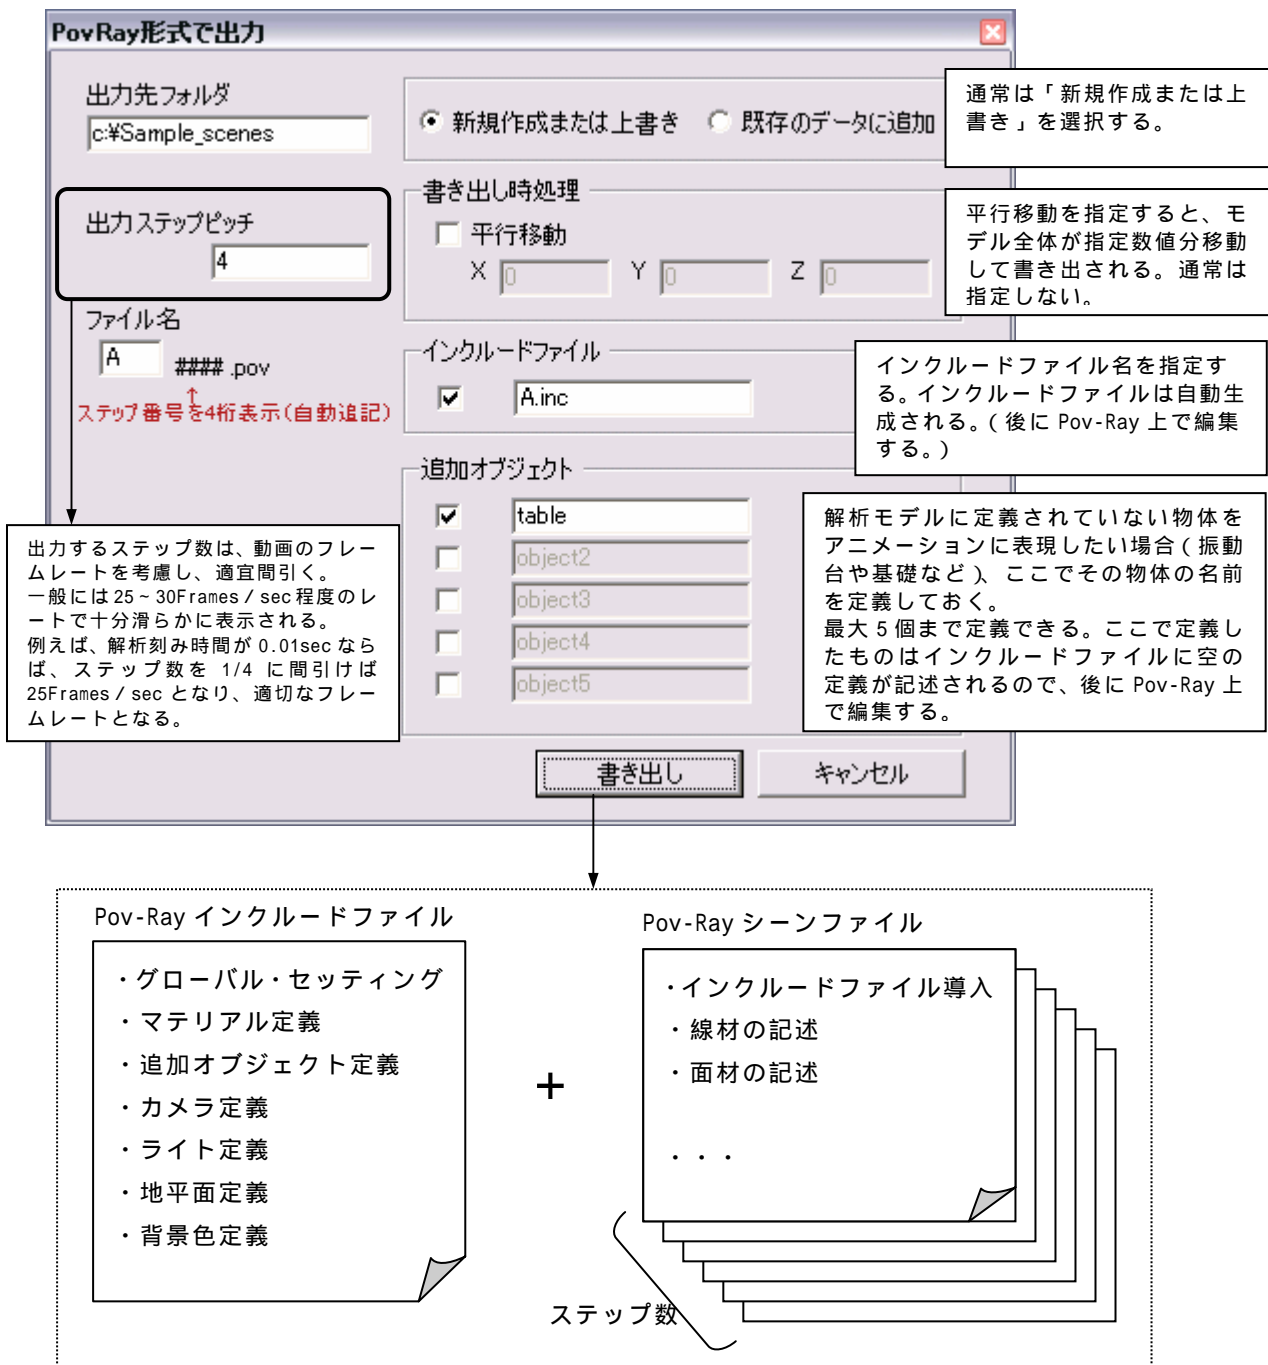 PovRay形式で出力
出力先フォルダ
c:¥Sample_scenes
新規作成または上書き
既存のデータに追加
通常は「新規作成または上
書き」を選択する。
出力ステップピッチ
4
書き出し時処理
平行移動
X 0 Y 0 Z 0
平行移動を指定すると、モ
デル全体が指定数値分移動
して書き出される。通常は
指定しない。
ファイル名
A ####.pov
↑
ステップ番号を4桁表示(自動追記)
インクルードファイル
A.inc
インクルードファイル名を指定す
る。インクルードファイルは自動生
成される。(後に Pov-Ray 上で編集
する。)
追加オブジェクト
table
object2
object3
object4
object5
出力するステップ数は、動画のフレー
ムレートを考慮し、適宜間引く。
一般には25~30Frames/sec程度のレ
ートで十分滑らかに表示される。
例えば、解析刻み時間が 0.01sec なら
ば、ステップ数を 1/4 に間引けば
25Frames/sec となり、適切なフレー
ムレートとなる。
解析モデルに定義されていない物体を
アニメーションに表現したい場合(振動
台や基礎など)、ここでその物体の名前
を定義しておく。
最大 5 個まで定義できる。ここで定義し
たものはインクルードファイルに空の
定義が記述されるので、後に Pov-Ray 上
で編集する。
書き出し
キャンセル
Pov-Ray インクルードファイル
・グローバル・セッティング
・マテリアル定義
・追加オブジェクト定義
・カメラ定義
・ライト定義
・地平面定義
・背景色定義
+
Pov-Ray シーンファイル
・インクルードファイル導入
・線材の記述
・面材の記述
・・・
ステップ数